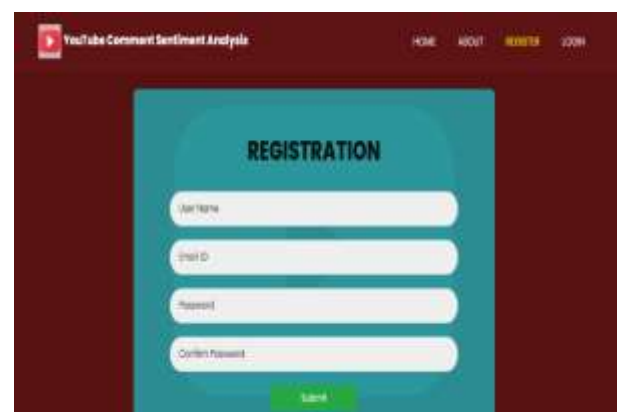 YouTube Comment Sentiment Analysis
HOME ABOUT REGISTER LOGIN
REGISTRATION
User Name
Email ID
Password
Confirm Password
Submit